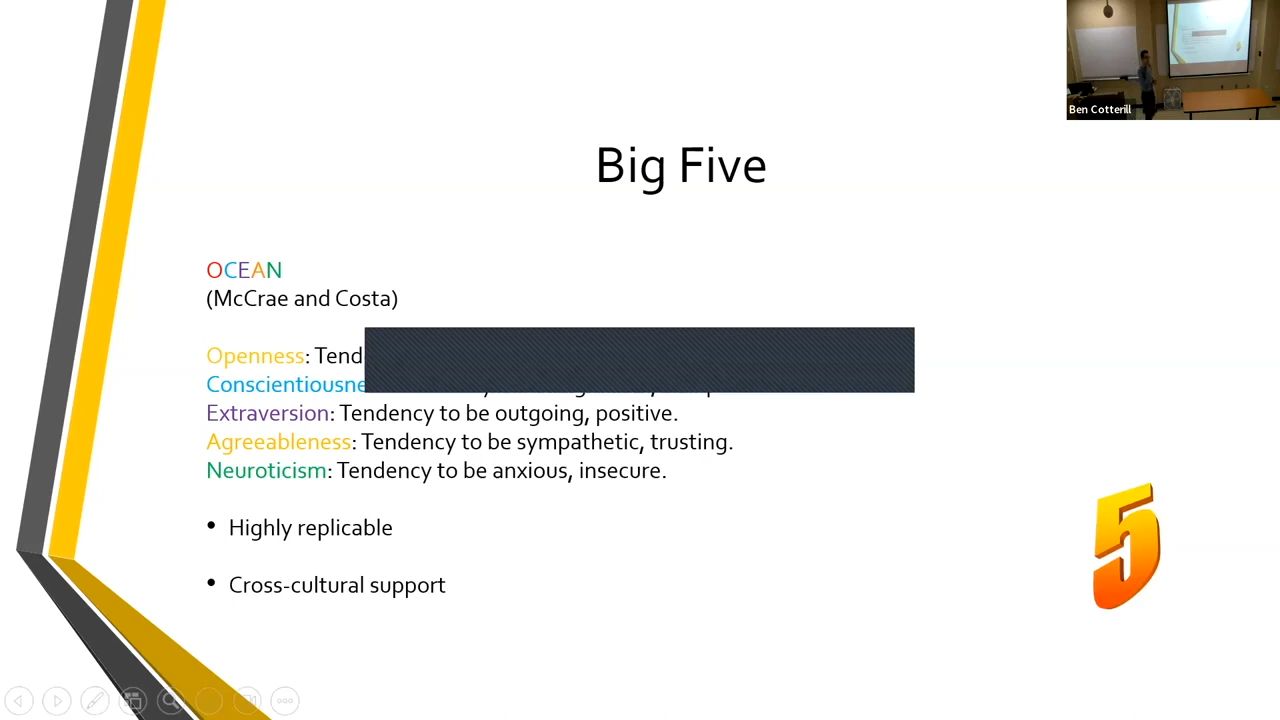 Ben Cotterill
Big Five
OCEAN
(McCrae and Costa)
Openness: Tend
Conscientiousne
Extraversion: Tendency to be outgoing, positive.
Agreeableness: Tendency to be sympathetic, trusting.
Neuroticism: Tendency to be anxious, insecure.
• Highly replicable
• Cross-cultural support
5